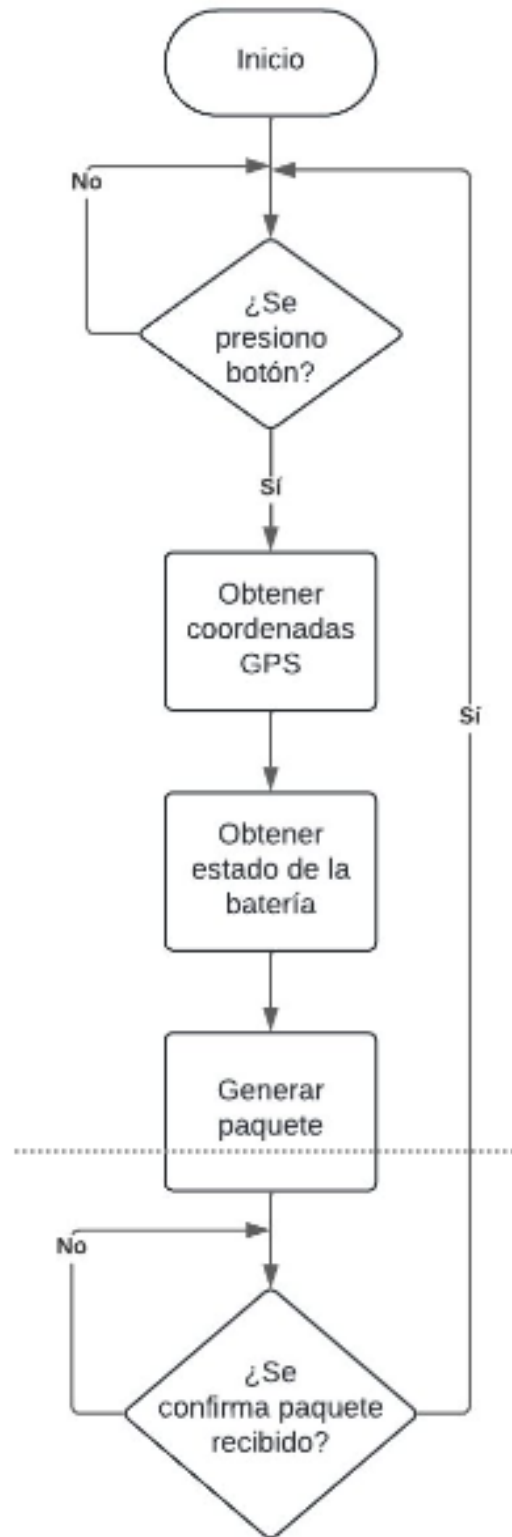 Inicio
No
¿Se
presiono
botón?
Sí
Obtener
coordenadas
GPS
Sí
Obtener
estado de la
batería
Generar
paquete
No
¿Se
confirma paquete
recibido?